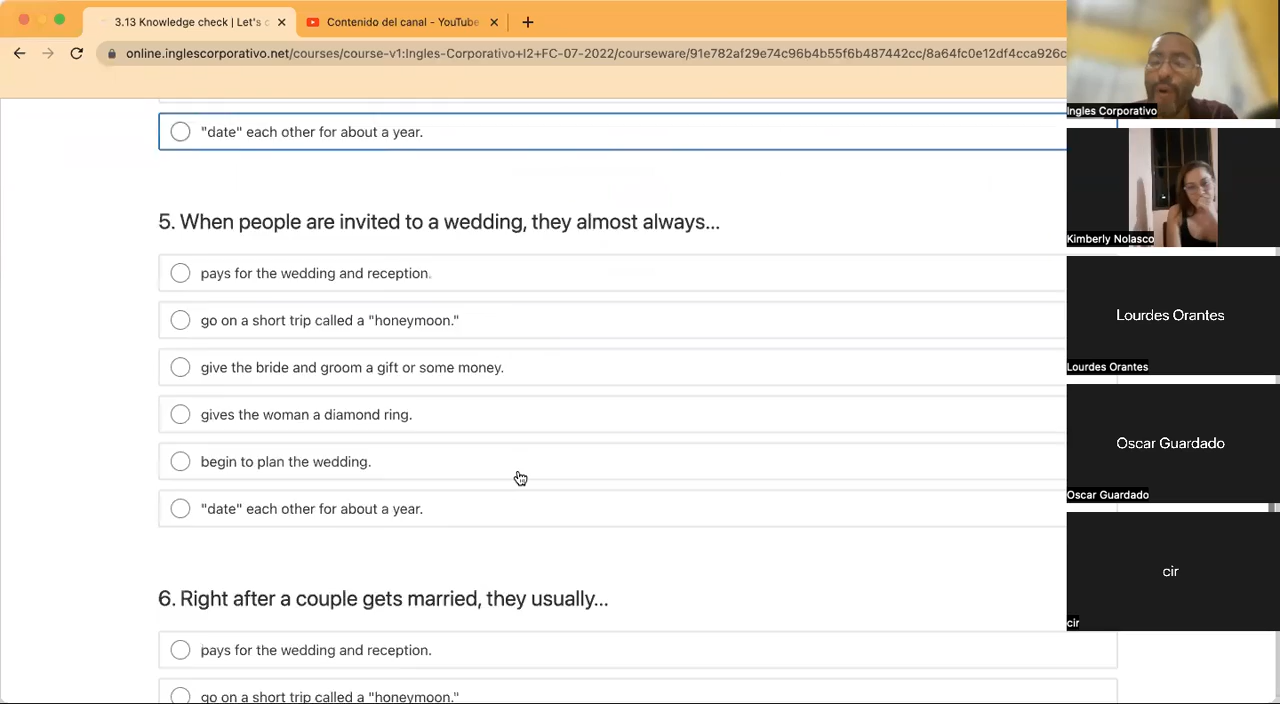 3.13 Knowledge check | Let's c
Contenido del canal - YouTube
online.inglescorporativo.net/courses/course-v1:Ingles-Corporativo+I2+FC-07-2022/courseware/91e782af29e74c96b4b55f6b487442cc/8a64fc0e12df4cca926c
"date" each other for about a year.
5. When people are invited to a wedding, they almost always...
pays for the wedding and reception.
go on a short trip called a "honeymoon."
give the bride and groom a gift or some money.
gives the woman a diamond ring.
begin to plan the wedding.
"date" each other for about a year.
6. Right after a couple gets married, they usually...
pays for the wedding and reception.
go on a short trip called a "honeymoon."
Ingles Corporativo
Kimberly Nolasco
Lourdes Orantes
Lourdes Orantes
Oscar Guardado
Oscar Guardado
cir
cir